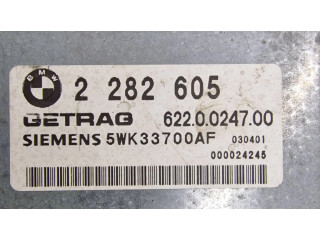 BMW
2 282 605
GETRAG 622.0.0247.00
SIEMENS 5WK33700AF 030401
000024245